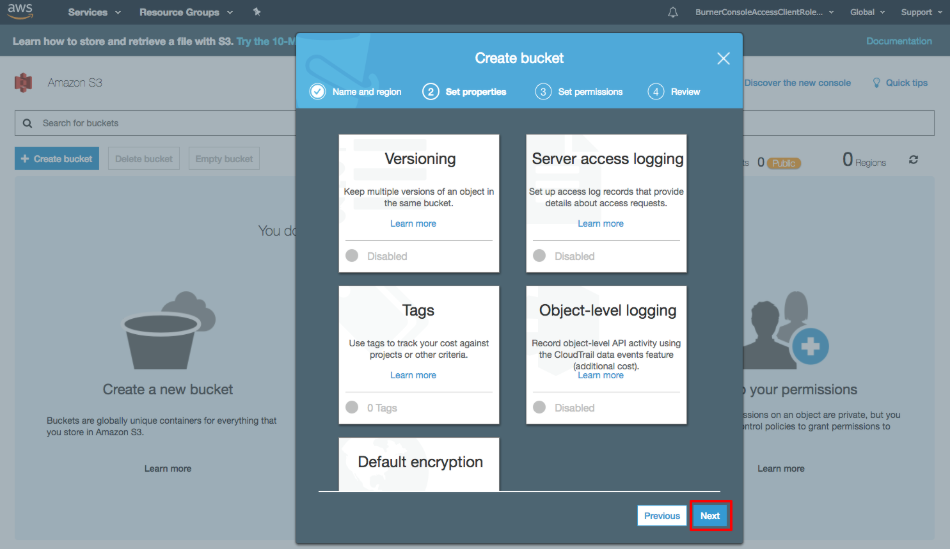 aws
Services
Resource Groups
BurnerConsoleAccessClientRole...
Global
Support
Learn how to store and retrieve a file with S3. Try the 10-M
Documentation
Create bucket
Name and region
2 Set properties
3 Set permissions
4 Review
Amazon S3
Discover the new console
Quick tips
Search for buckets
+ Create bucket
Delete bucket
Empty bucket
ts 0 Public
0 Regions
Versioning
Keep multiple versions of an object in
the same bucket.
Learn more
Disabled
Server access logging
Set up access log records that provide
details about access requests.
Learn more
Disabled
You do
Tags
Use tags to track your cost against
projects or other criteria.
Learn more
0 Tags
Object-level logging
Record object-level API activity using
the CloudTrail data events feature
(additional cost).
Learn more
Disabled
Create a new bucket
Buckets are globally unique containers for everything that
you store in Amazon S3.
Learn more
o your permissions
ssions on an object are private, but you
ontrol policies to grant permissions to
Learn more
Default encryption
Previous
Next